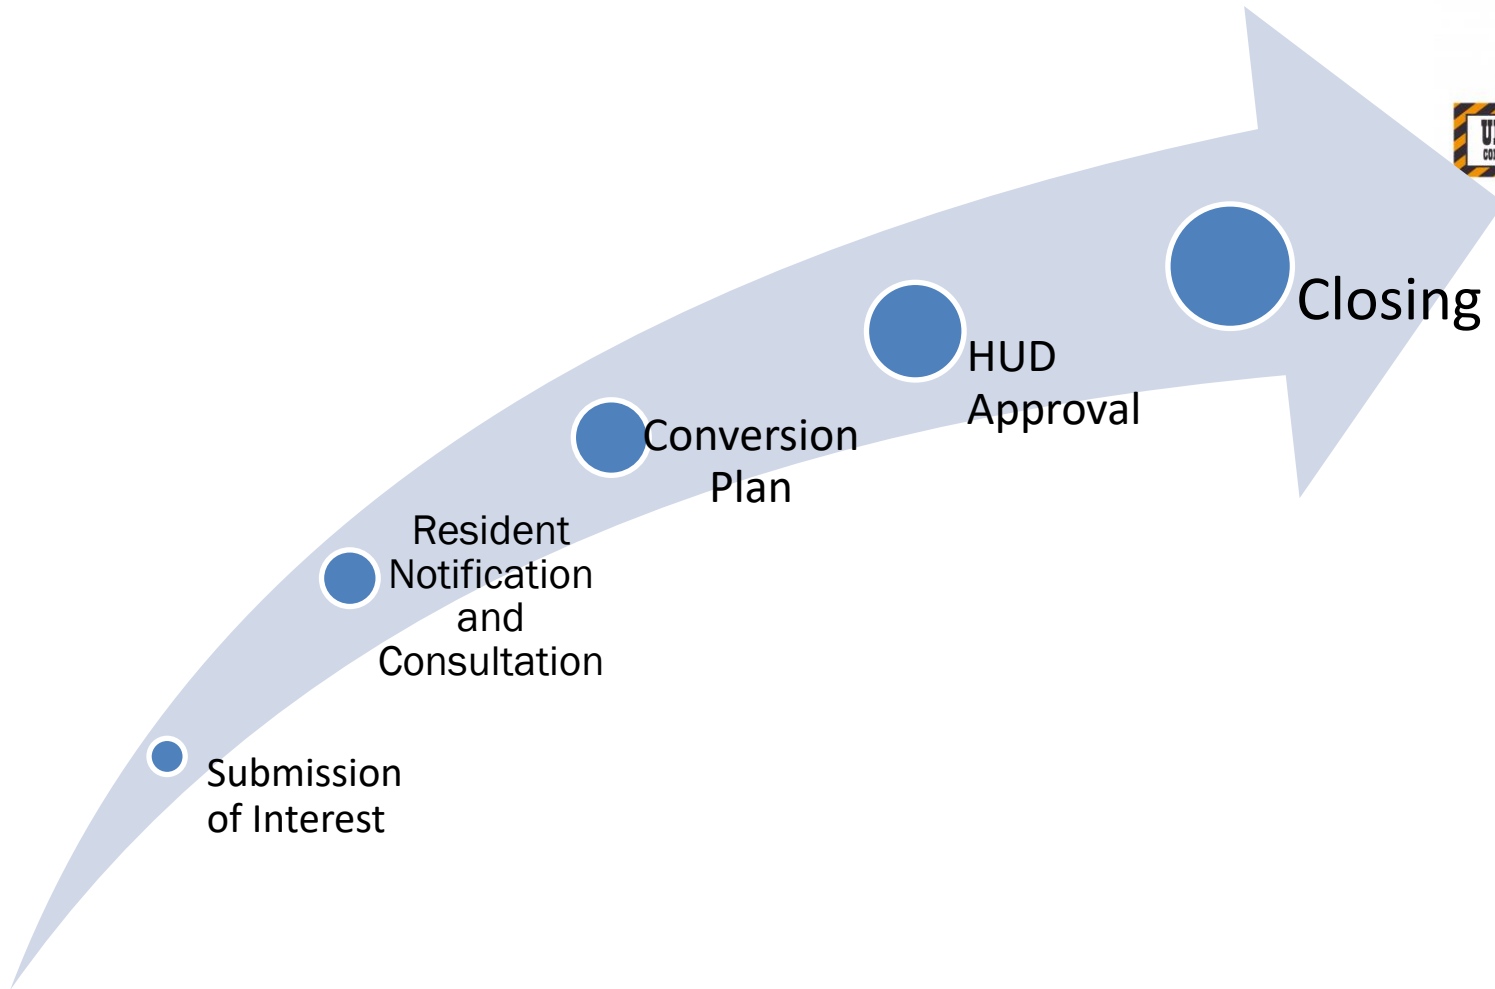 Submission
of Interest
Resident
Notification
and
Consultation
Conversion
Plan
HUD
Approval
Closing